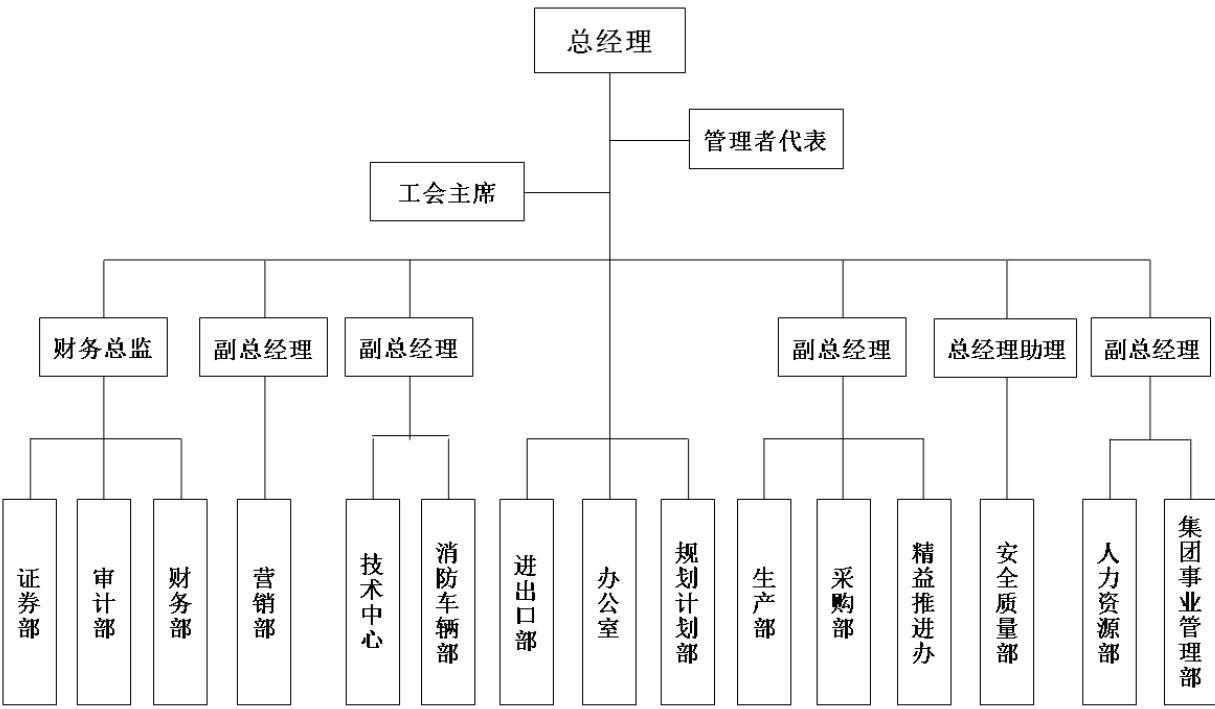 总经理
管理者代表
工会主席
财务总监
副总经理
副总经理
副总经理
总经理助理
副总经理
证券部
审计部
财务部
营销部
技术中心
消防车辆部
进出口部
办公室
规划计划部
生产部
采购部
精益推进办
安全质量部
人力资源部
集团事业管理部